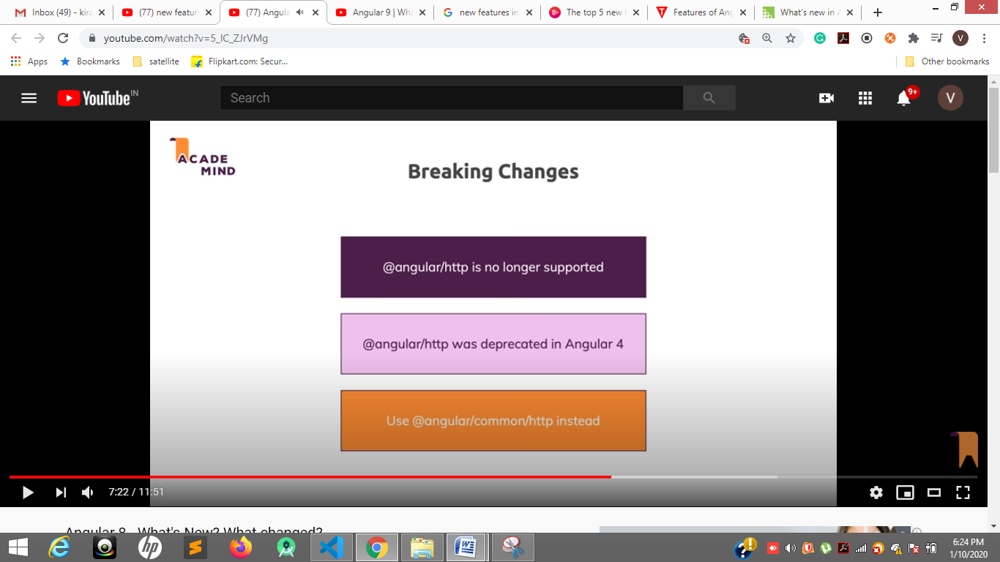 Inbox (49) - kira
(77) new featur
(77) Angula
Angular 9 | Wha
new features in
The top 5 new f
Features of Ang
What's new in A
youtube.com/watch?v=5_IC_ZJrVMg
V
Apps
Bookmarks
satellite
Flipkart.com: Secur...
Other bookmarks
YouTube IN
Search
9+
V
ACADE
MIND
Breaking Changes
@angular/http is no longer supported
@angular/http was deprecated in Angular 4
Use @angular/common/http instead
7:22 / 11:51
Angular 8 - What's New? What changed?
6:24 PM
1/10/2020